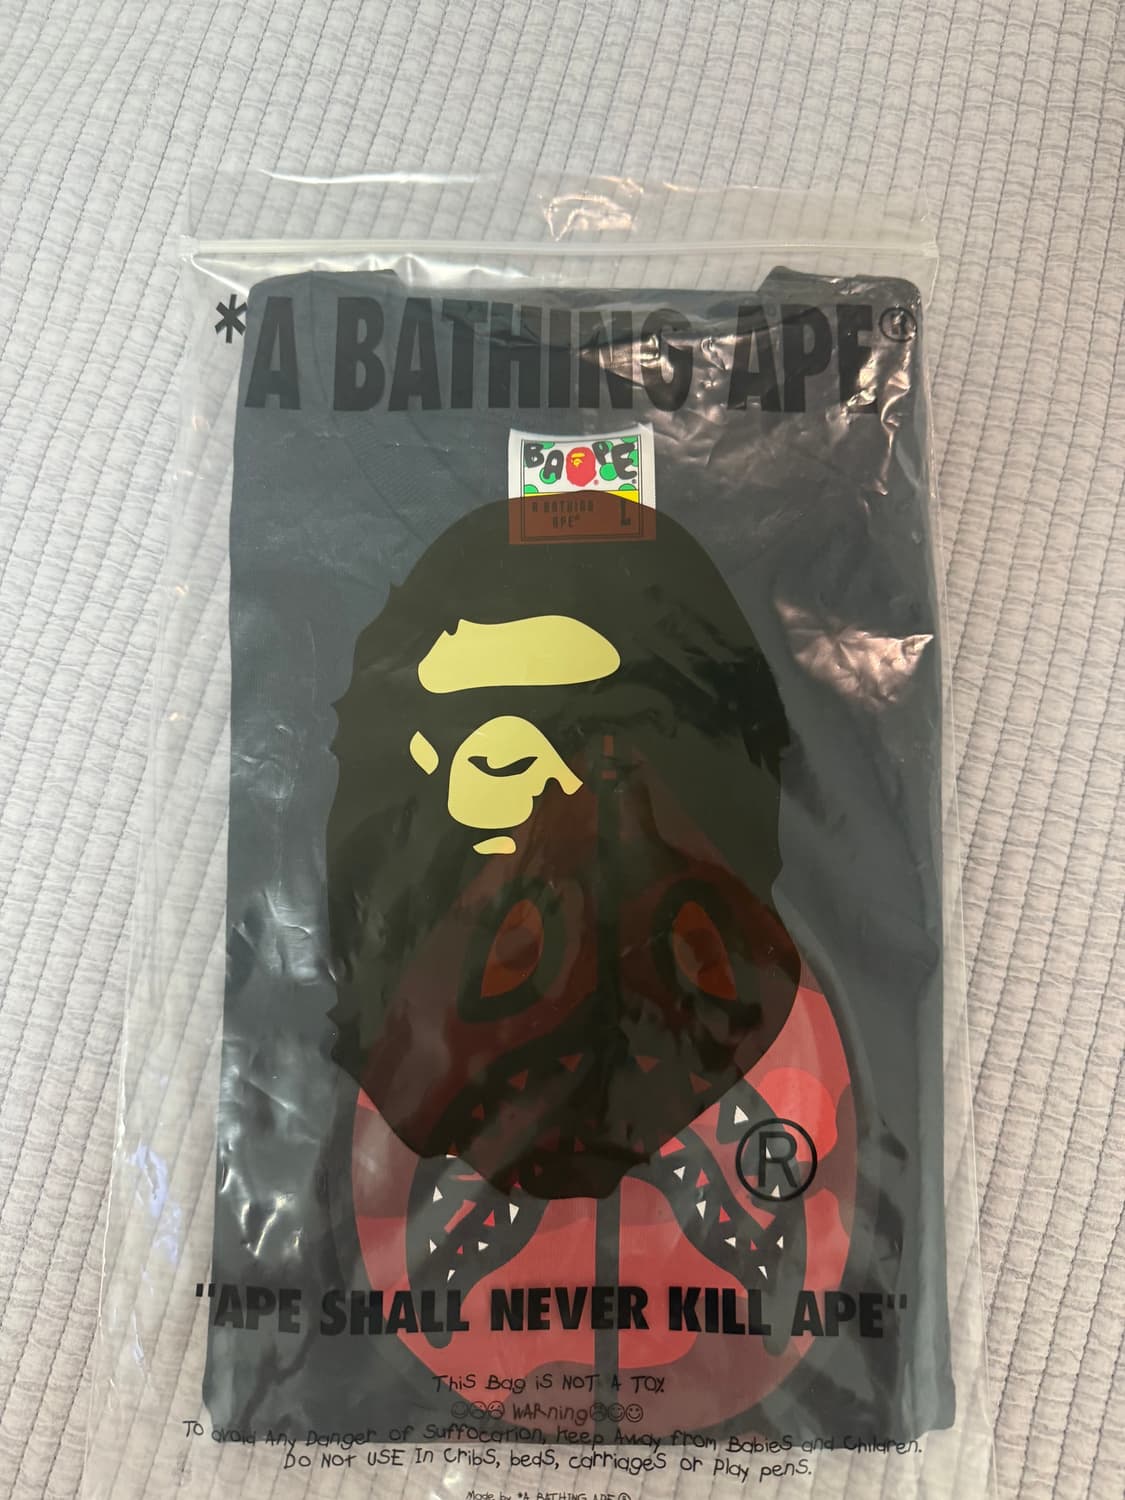 *A BATHING APE®
BAPE®
A BATHING
APE®
L
®
"APE SHALL NEVER KILL APE"
THiS Bag iS NOT A TOY
WARning
To avoid Any Danger of Suffocation, Keep Away from Babies and Children.
Do Not USE In Cribs, beds, carriages or Play pens.
Made by *A BATHING APE®